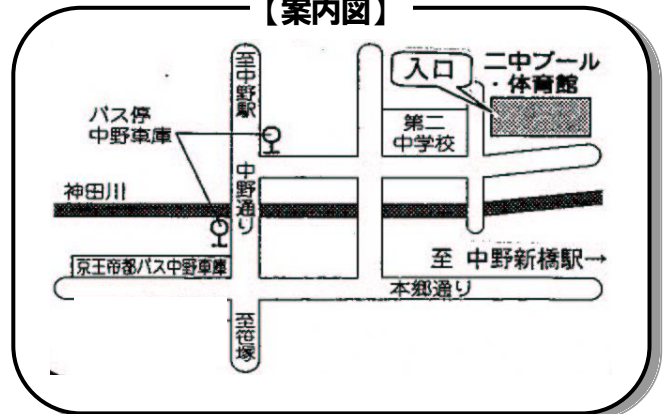 【案内図】
至中野駅
入口
二中プール
・体育館
バス停
中野車庫
第二
中学校
神田川
中野通り
京王帝都バス中野車庫
至 中野新橋駅→
本郷通り
至笹塚